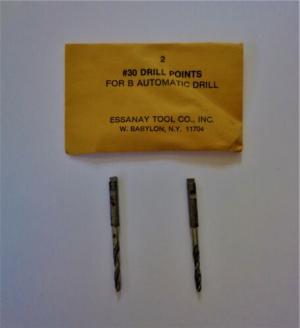 2
#30 DRILL POINTS
FOR B AUTOMATIC DRILL
ESSANAY TOOL CO., INC.
W. BABYLON, N.Y. 11704